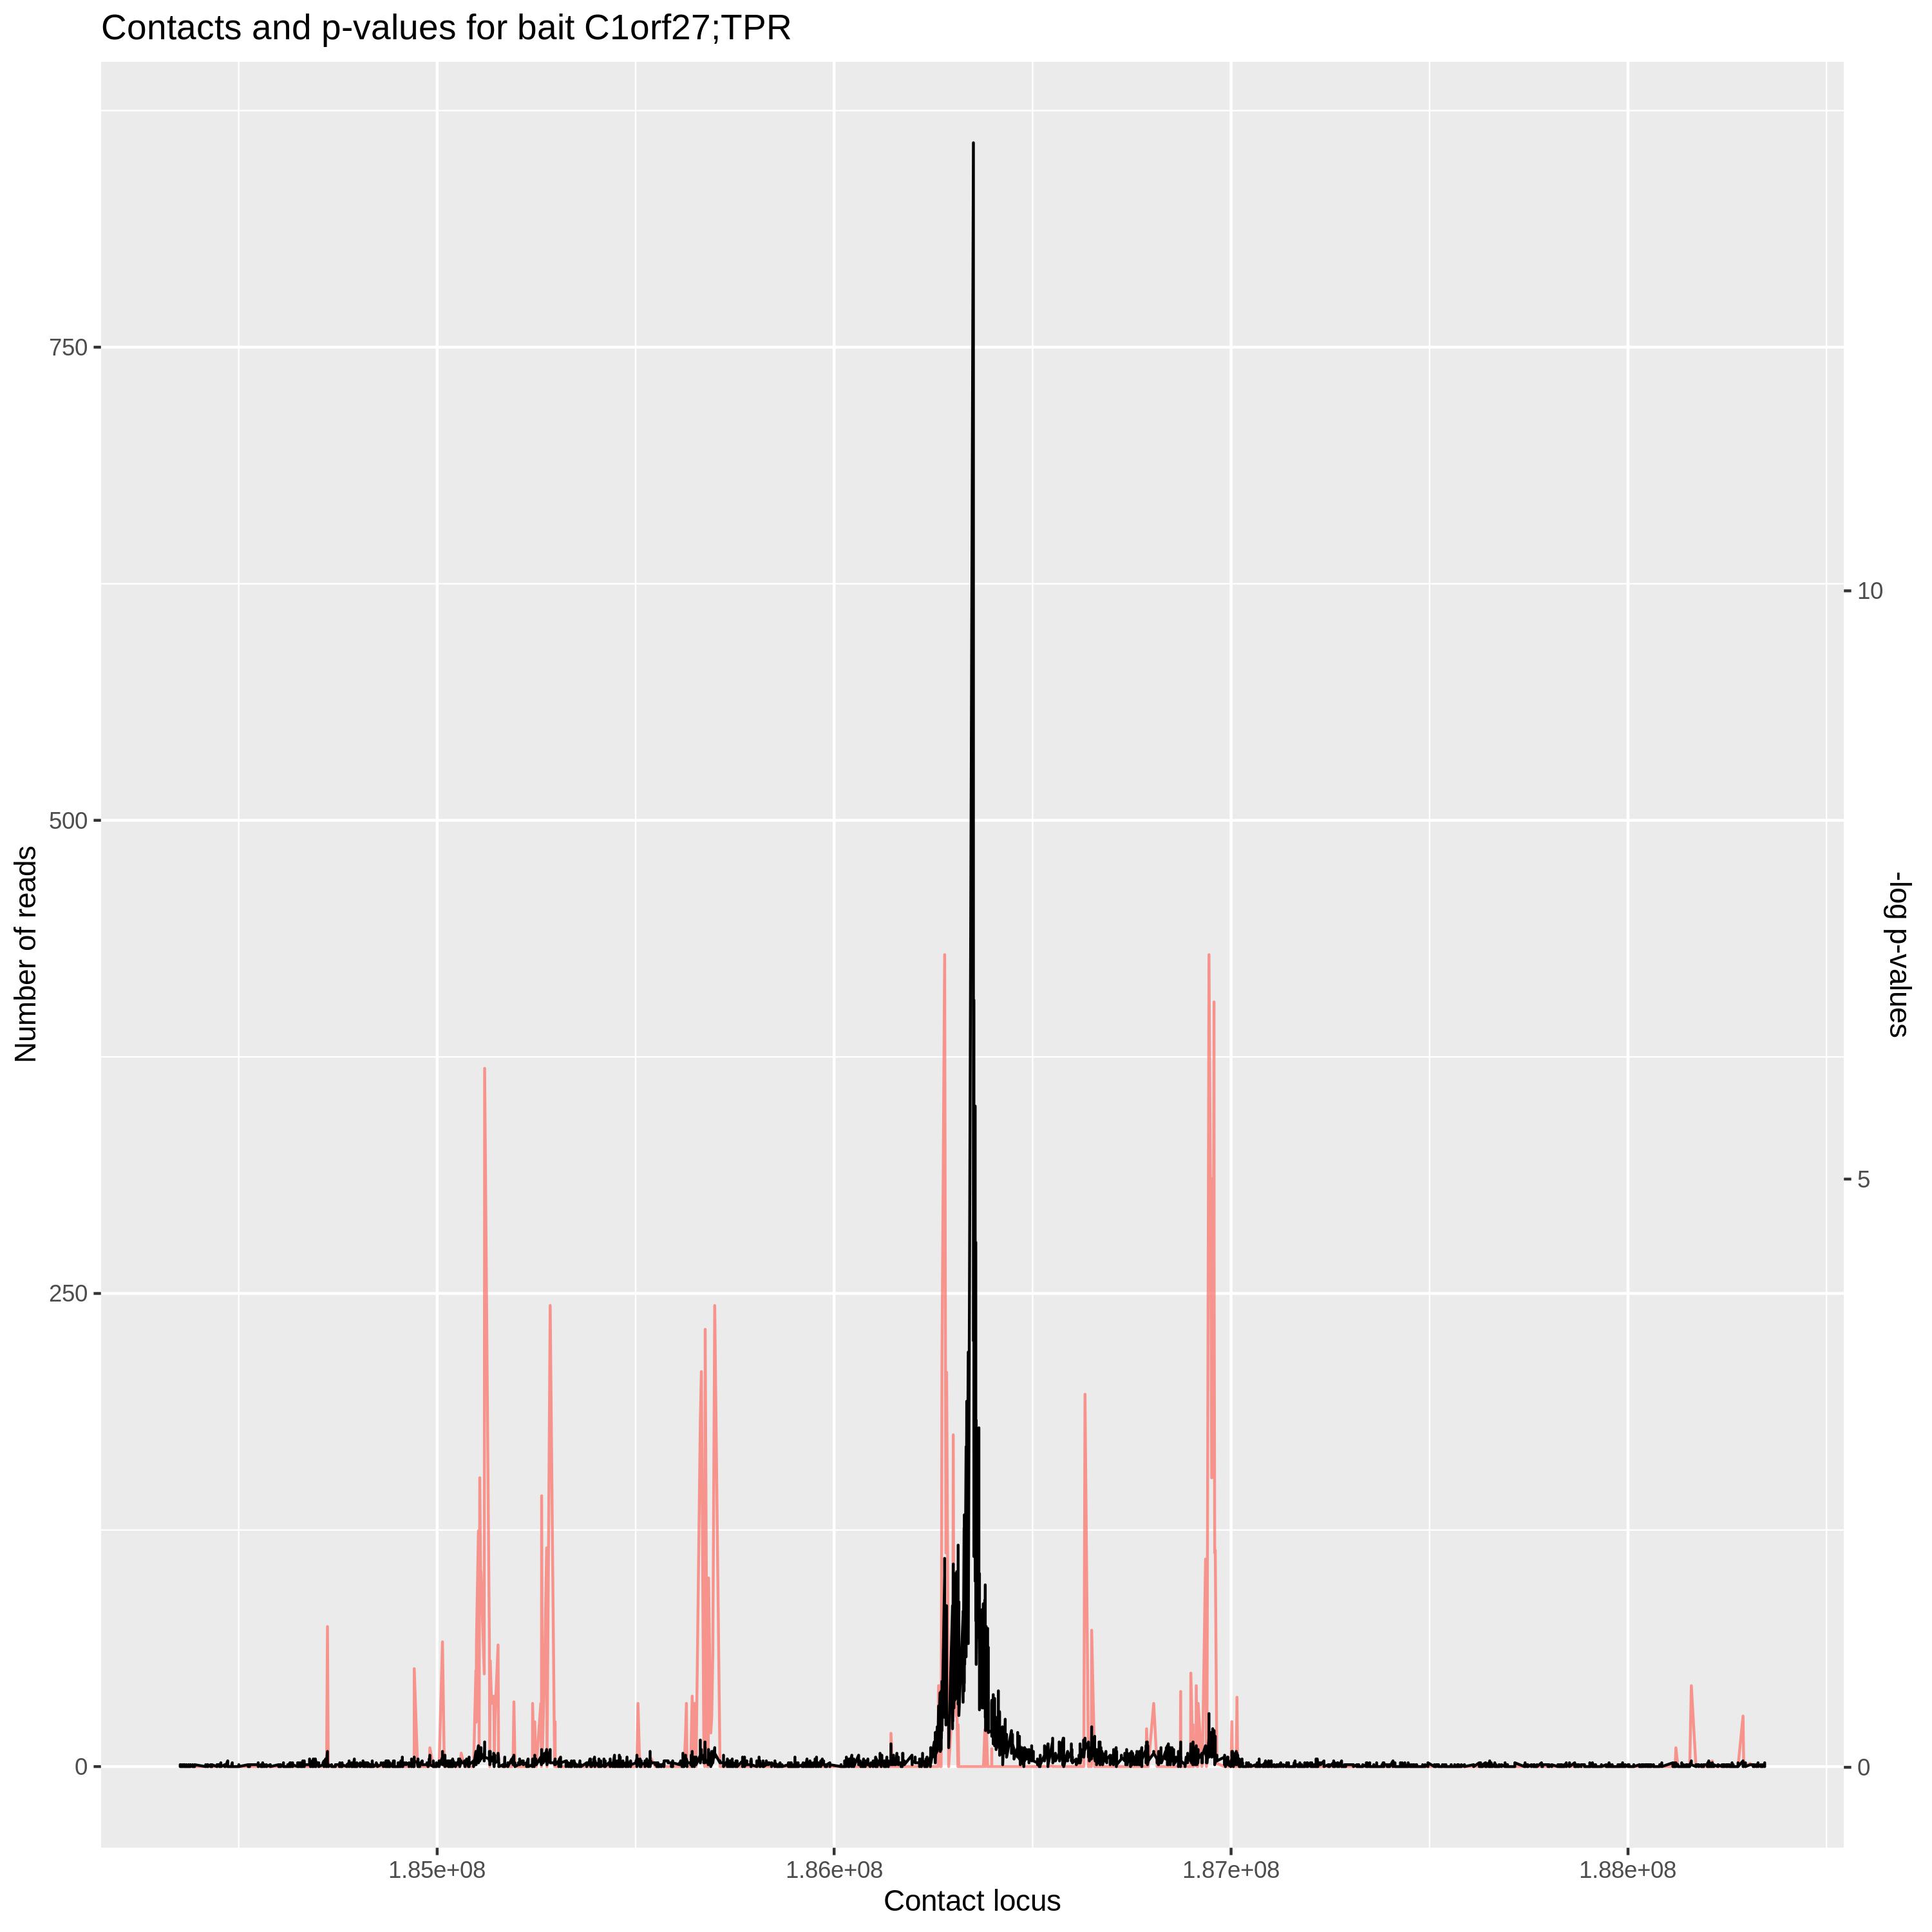 Contacts and p-values for bait C1orf27;TPR
750
500
250
0
Number of reads
10
5
0
-log p-values
1.85e+08
1.86e+08
1.87e+08
1.88e+08
Contact locus